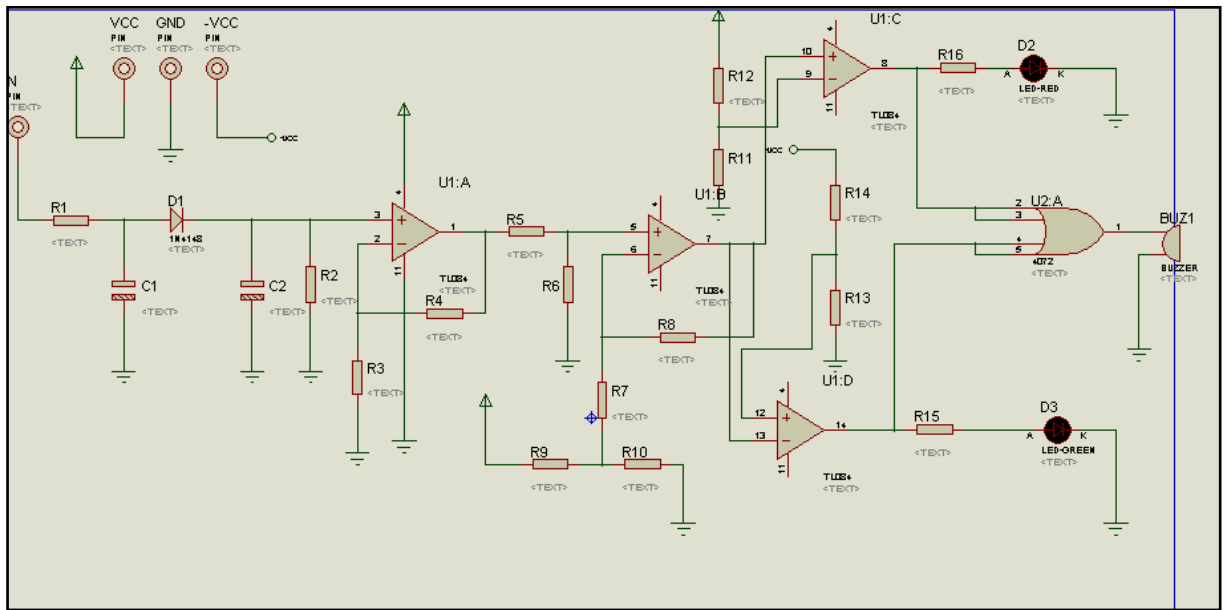 VCC GND -VCC
PIN PIN PIN
<TEXT> <TEXT> <TEXT>
N
PIN
<TEXT>
-VCC
R1
<TEXT>
D1
1N4148
<TEXT>
C1
<TEXT>
C2
<TEXT>
R2
<TEXT>
U1:A
3
2
1
4
11
TL084
<TEXT>
R4
<TEXT>
R3
<TEXT>
R5
<TEXT>
R6
<TEXT>
U1:B
5
6
7
4
11
TL084
<TEXT>
R8
<TEXT>
R7
<TEXT>
R9
<TEXT>
R10
<TEXT>
R12
<TEXT>
R11
<TEXT>
U1:C
10
9
8
4
11
TL084
<TEXT>
R14
<TEXT>
R13
<TEXT>
U1:D
12
13
14
4
11
TL084
<TEXT>
R16
<TEXT>
D2
A K
LED-RED
<TEXT>
U2:A
2
3
4
5
1
4072
<TEXT>
BUZ1
BUZZER
<TEXT>
R15
<TEXT>
D3
A K
LED-GREEN
<TEXT>